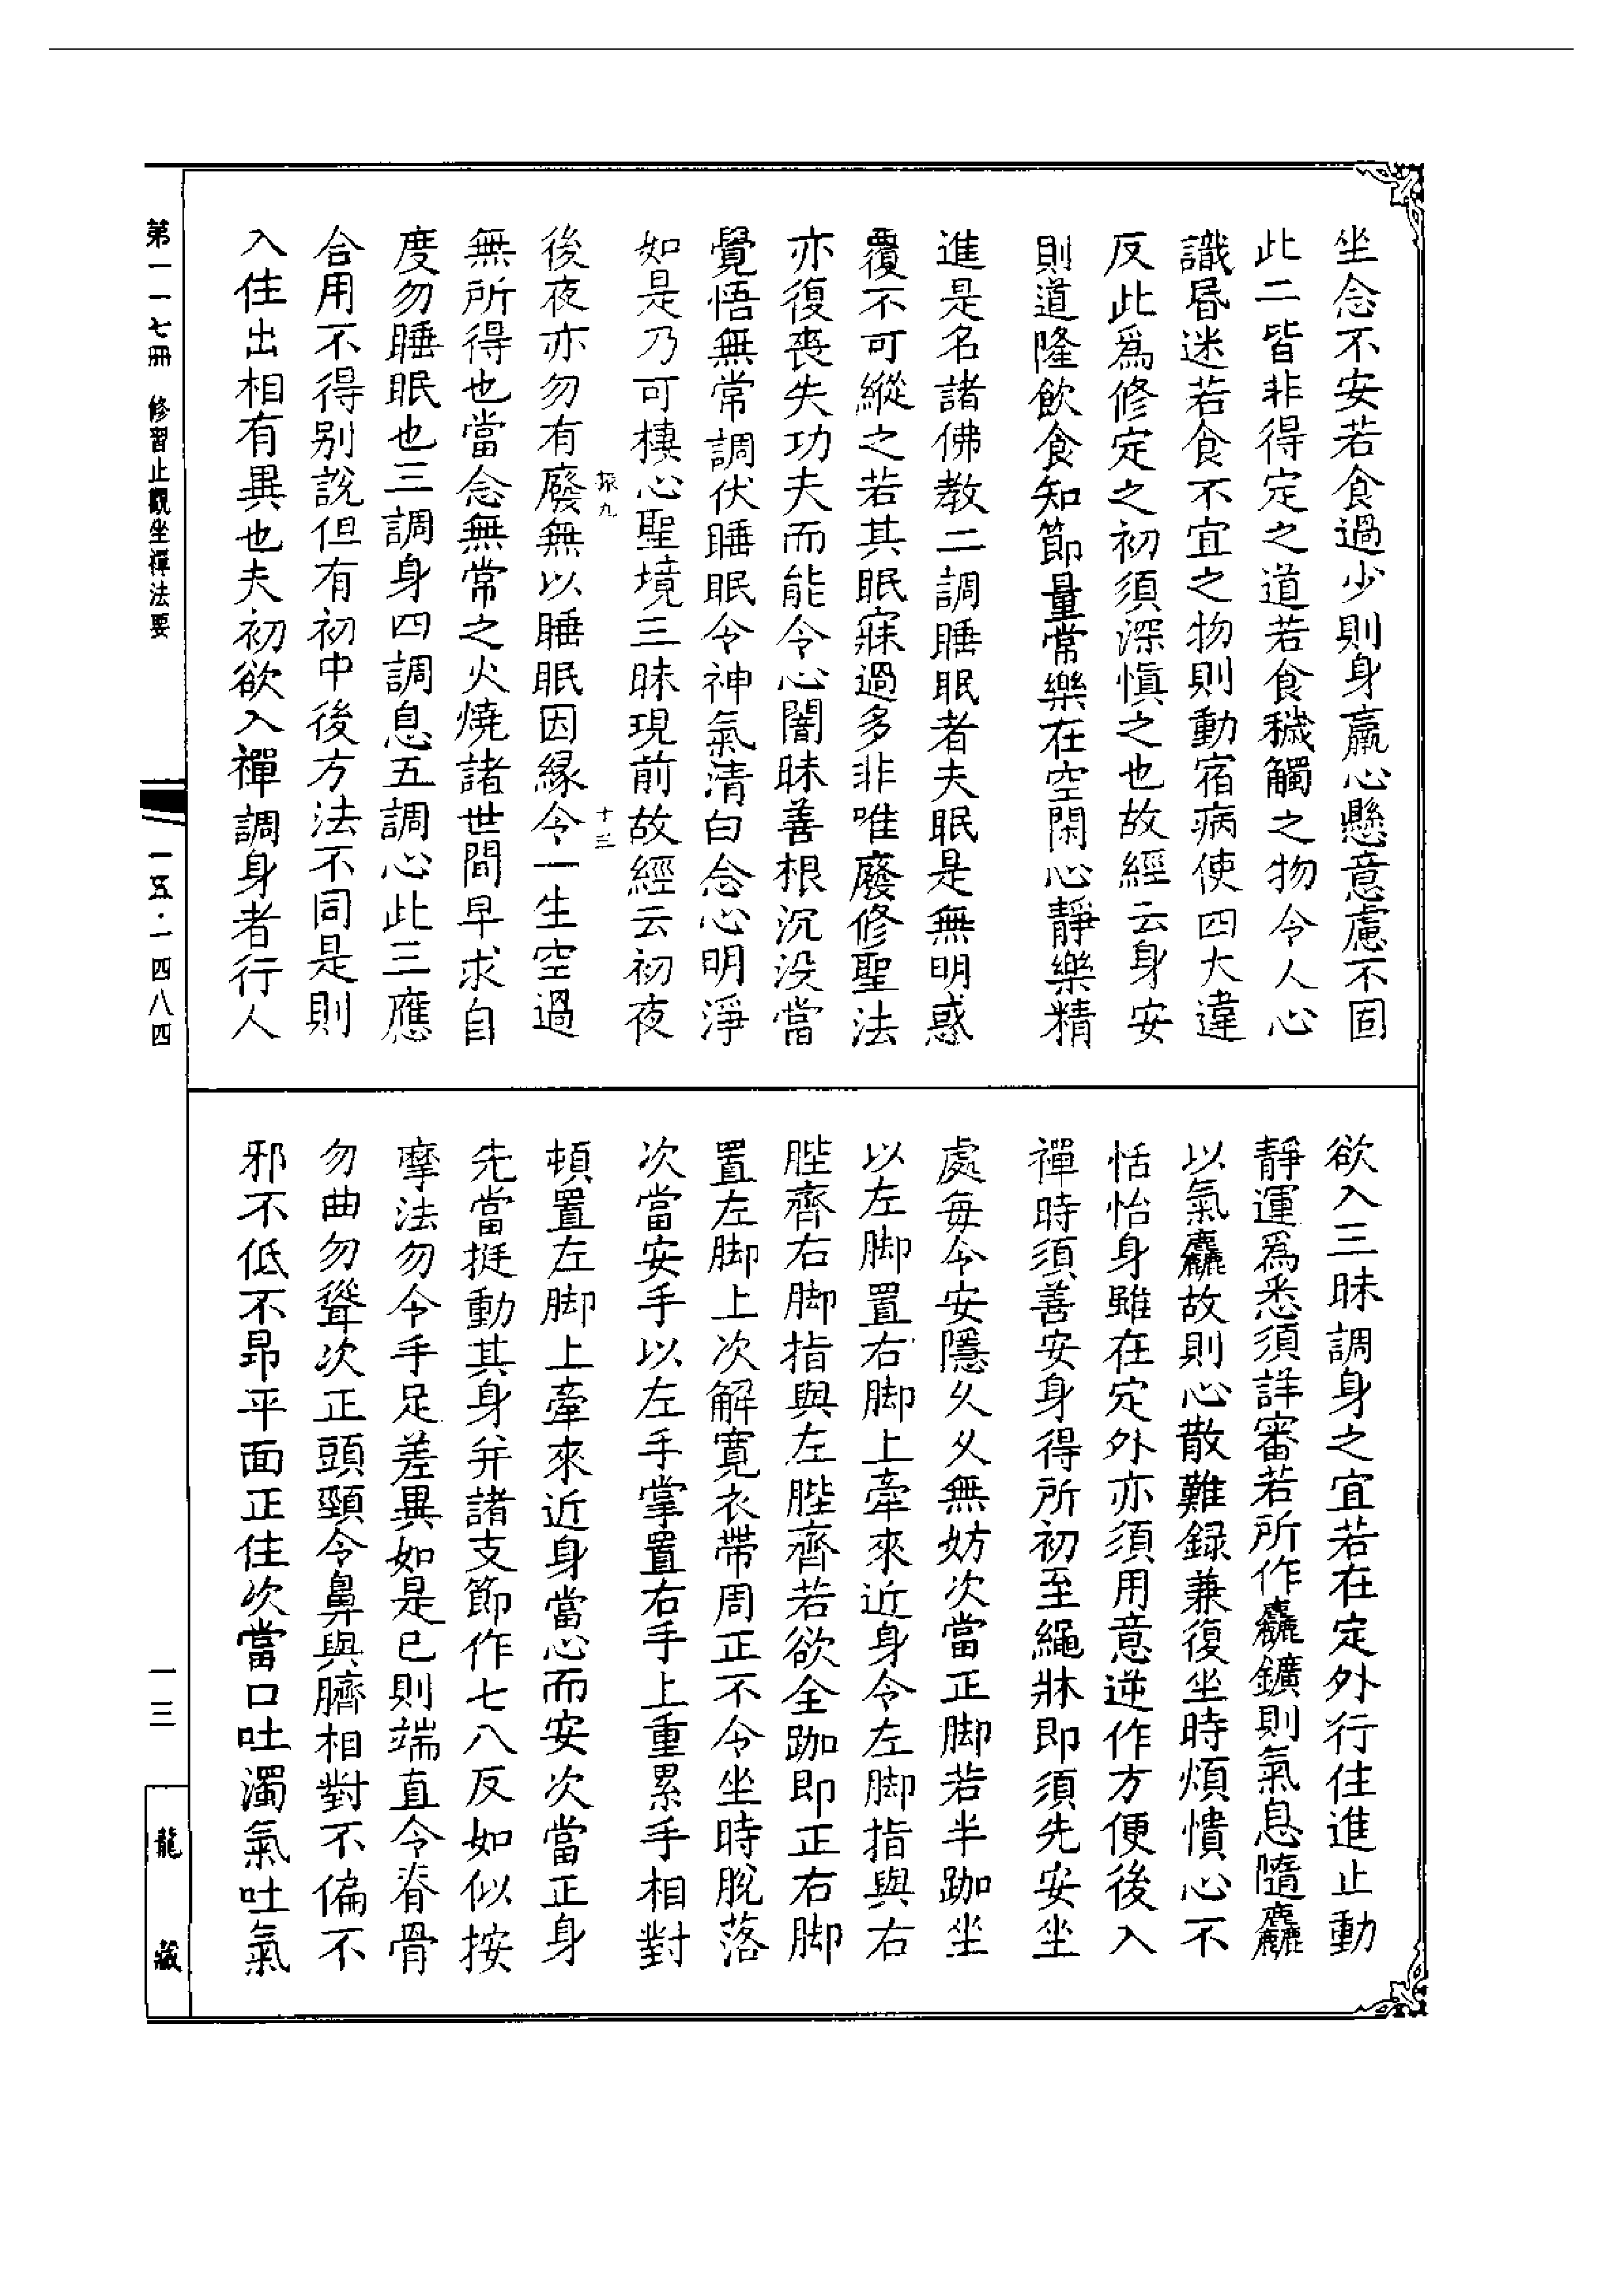 坐念不安若食過少則身羸心懸意慮不固
此二皆非得定之道若食穢觸之物令人心
識昬迷若食不宜之物則動宿病使四大違
反此爲修定之初須深慎之也故經云身安
則道隆飲食知節量常樂在空閑心靜樂精
進是名諸佛教二調睡眠者夫眠是無明惑
覆不可縱之若其眠寐過多非唯廢修聖法
亦復喪失功夫而能令心闇昧善根沉沒當
覺悟無常調伏睡眠令神氣清白念心明淨
如是乃可棲心聖境三昧現前故經云初夜
後夜亦勿有廢無以睡眠因緣令一生空過
無所得也當念無常之火燒諸世間早求自
度勿睡眠也三調身四調息五調心此三應
合用不得别說但有初中後方法不同是則
入住出相有異也夫初欲入禪調身者行人
欲入三昧調身之宜若在定外行住進止動
靜運爲悉須詳審若所作麤鑛則氣息隨麤
以氣麤故則心散難録兼復坐時煩憒心不
恬怡身雖在定外亦須用意逆作方便後入
禪時須善安身得所初至繩牀即須先安坐
處每令安隱久久無妨次當正脚若半跏坐
以左脚置右脚上牽來近身令左脚指與右
䏶齊右脚指與左䏶齊若欲全跏即正右脚
置左脚上次解寬衣帶周正不令坐時脫落
次當安手以左手掌置右手上重累手相對
頓置左脚上牽來近身當心而安次當正身
先當挺動其身并諸支節作七八反如似按
摩法勿令手足差異如是已則端直令脊骨
勿曲勿聳次正頭頸令鼻與臍相對不偏不
邪不低不昂平面正住次當口吐濁氣吐氣
振九
十三
第一一七冊 修習止觀坐禪法要
一五·一四八四
一三
龍藏